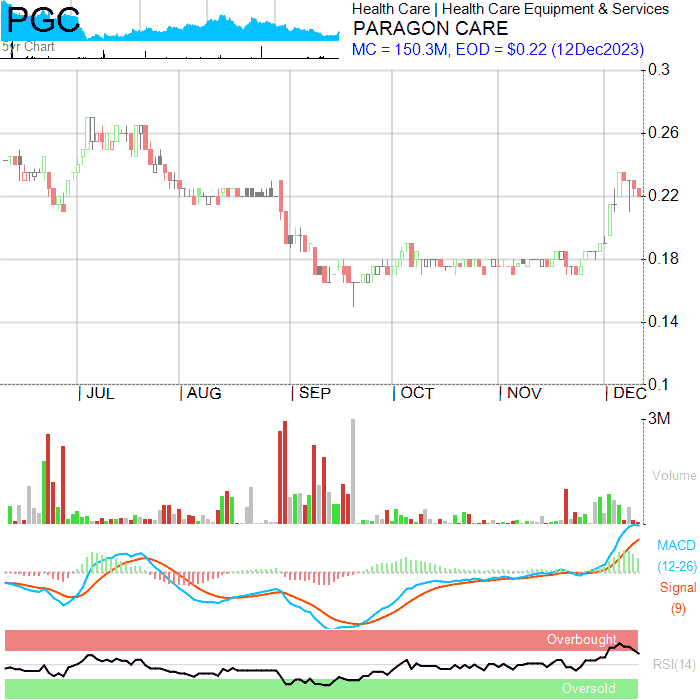 PGC
5yr Chart
Health Care | Health Care Equipment & Services
PARAGON CARE
MC = 150.3M, EOD = $0.22 (12Dec2023)
0.3
0.26
0.22
0.18
0.14
0.1
| JUL | AUG | SEP | OCT | NOV | DEC
3M
Volume
MACD
(12-26)
Signal
(9)
Overbought
RSI(14)
Oversold